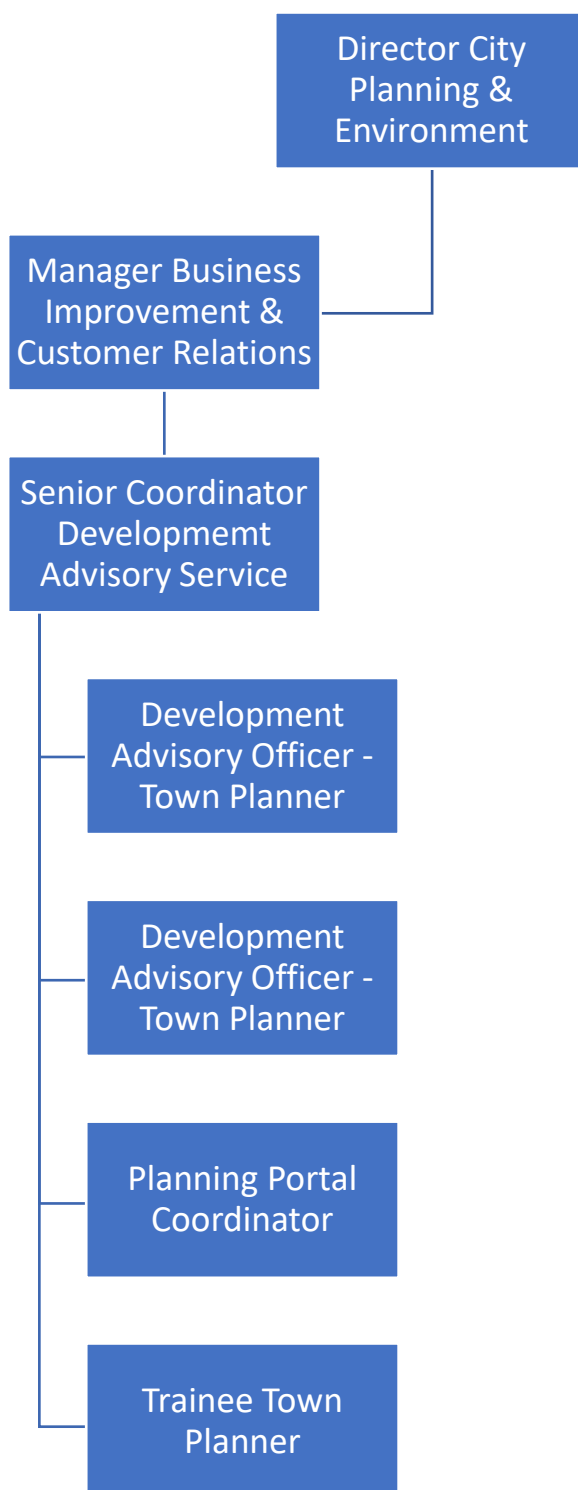 Director City
Planning &
Environment
Manager Business
Improvement &
Customer Relations
Senior Coordinator
Developmemt
Advisory Service
Development
Advisory Officer -
Town Planner
Development
Advisory Officer -
Town Planner
Planning Portal
Coordinator
Trainee Town
Planner